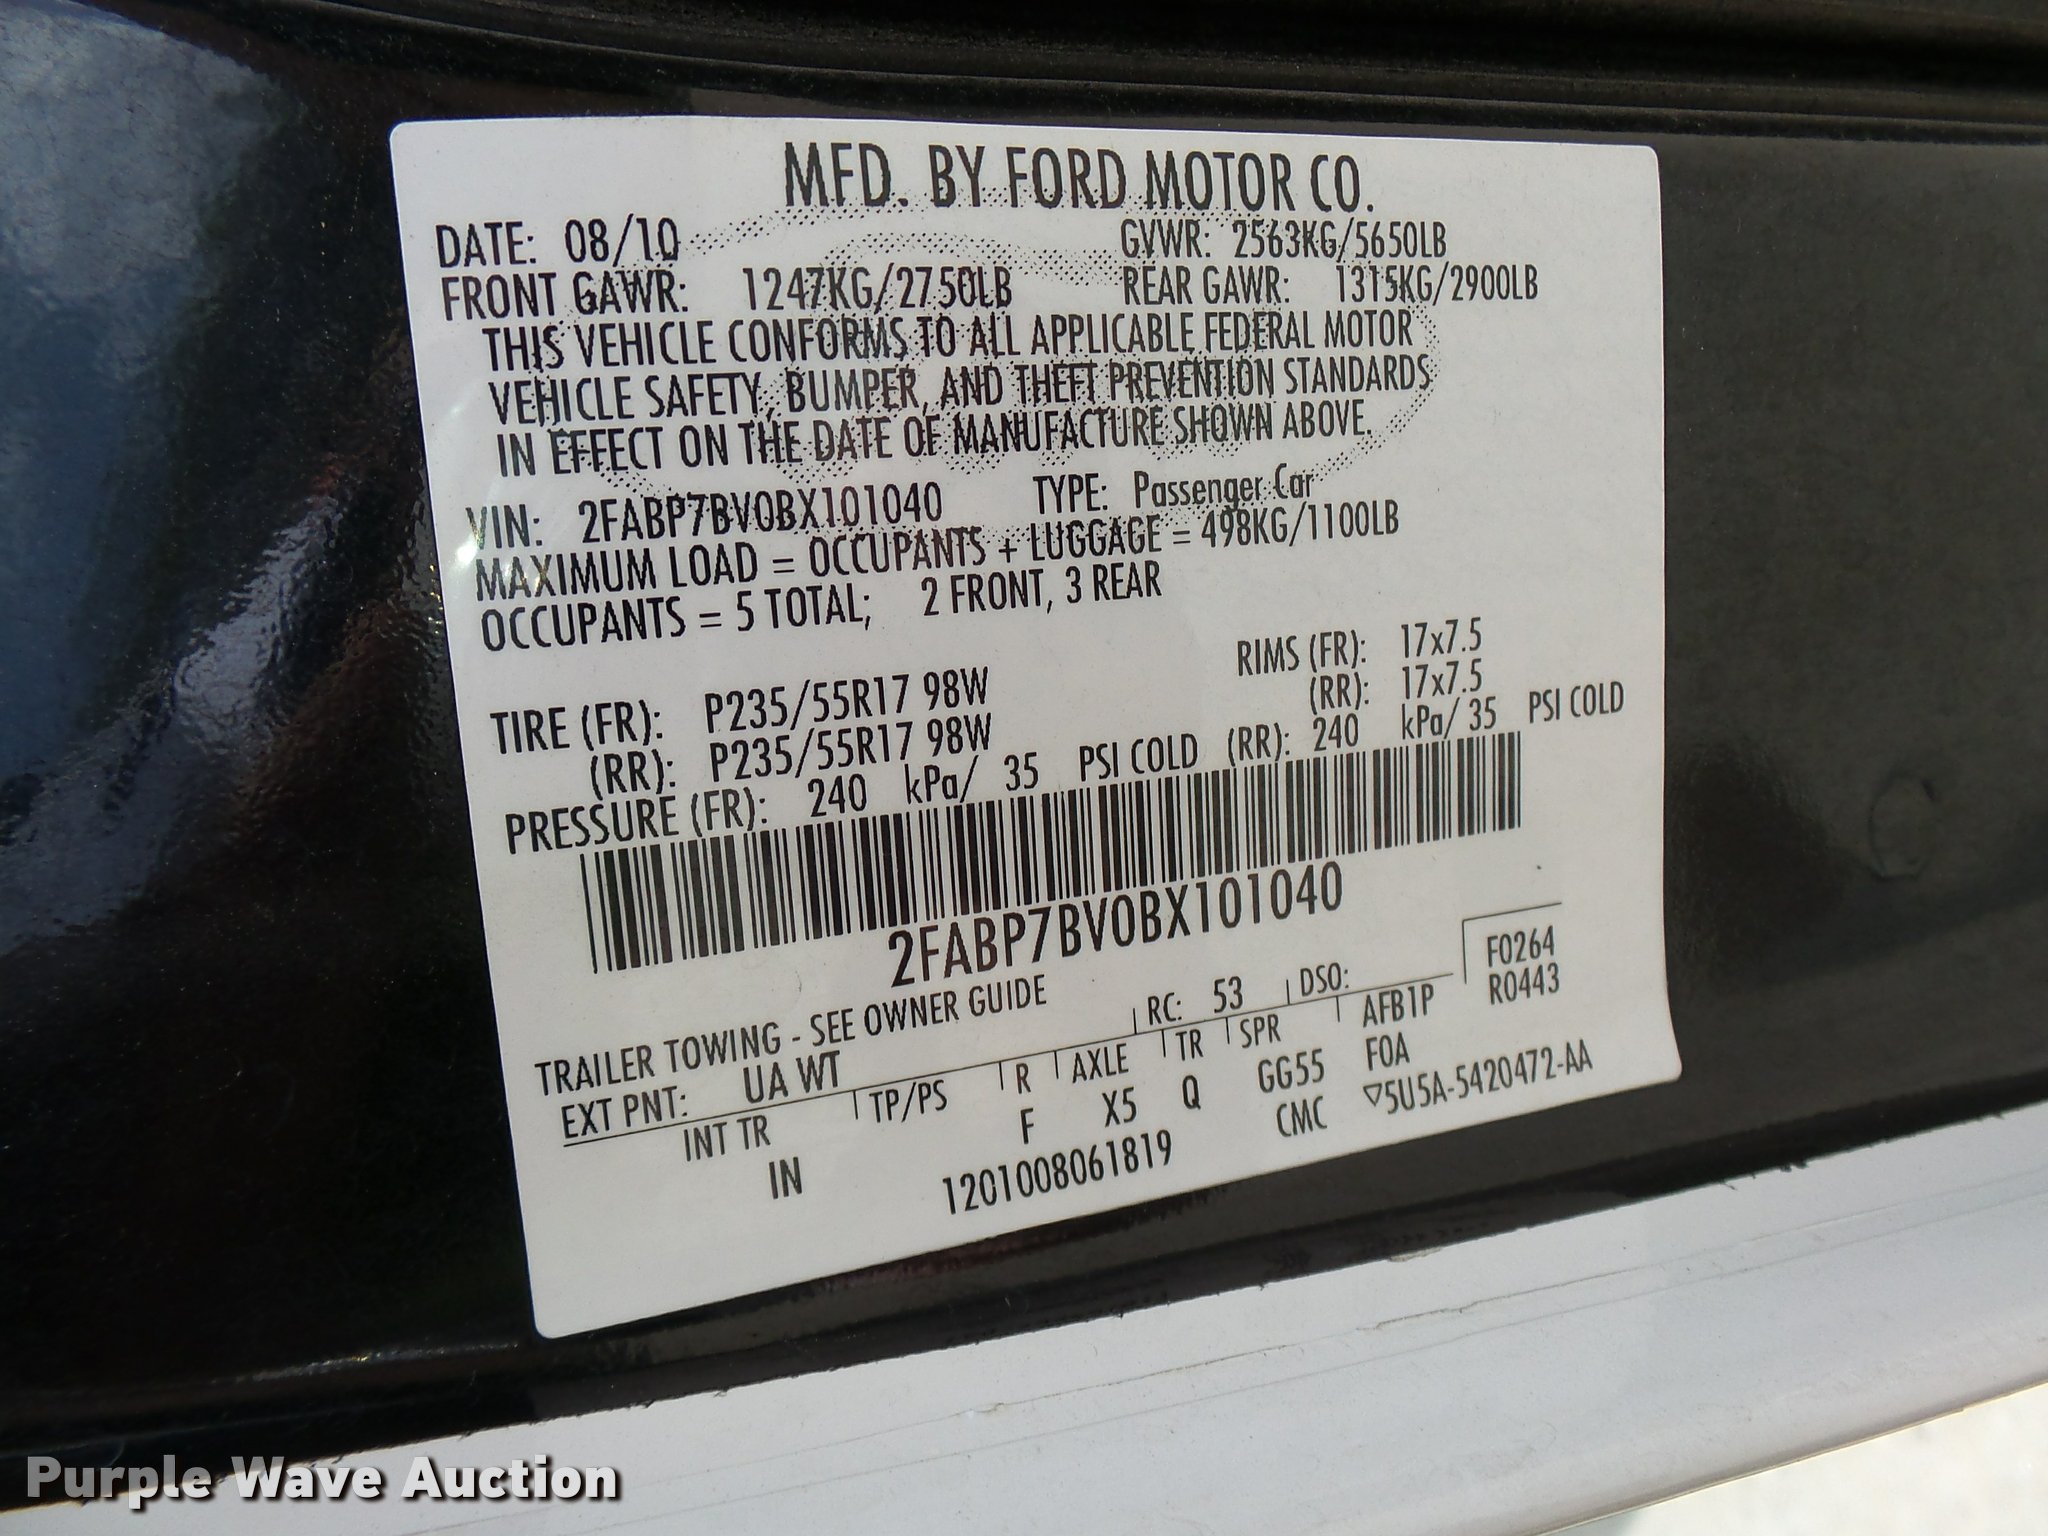 MFD. BY FORD MOTOR CO.
DATE: 08/10 GVWR: 2563KG/5650LB
FRONT GAWR: 1247KG/2750LB REAR GAWR: 1315KG/2900LB
THIS VEHICLE CONFORMS TO ALL APPLICABLE FEDERAL MOTOR
VEHICLE SAFETY, BUMPER, AND THEFT PREVENTION STANDARDS
IN EFFECT ON THE DATE OF MANUFACTURE SHOWN ABOVE.
VIN: 2FABP7BV0BX101040 TYPE: Passenger Car
MAXIMUM LOAD = OCCUPANTS + LUGGAGE = 498KG/1100LB
OCCUPANTS = 5 TOTAL; 2 FRONT, 3 REAR
TIRE (FR): P235/55R17 98W RIMS (FR): 17x7.5
(RR): P235/55R17 98W (RR): 17x7.5
PRESSURE (FR): 240 kPa/ 35 PSI COLD (RR): 240 kPa/ 35 PSI COLD
2FABP7BV0BX101040
TRAILER TOWING - SEE OWNER GUIDE
F0264
R0443
EXT PNT: UA WT RC: 53 DSO:
INT TR TP/PS R AXLE TR SPR AFB1P
IN F X5 Q GG55 FOA
1201008061819 CMC ▽5U5A-5420472-AA
Purple Wave Auction